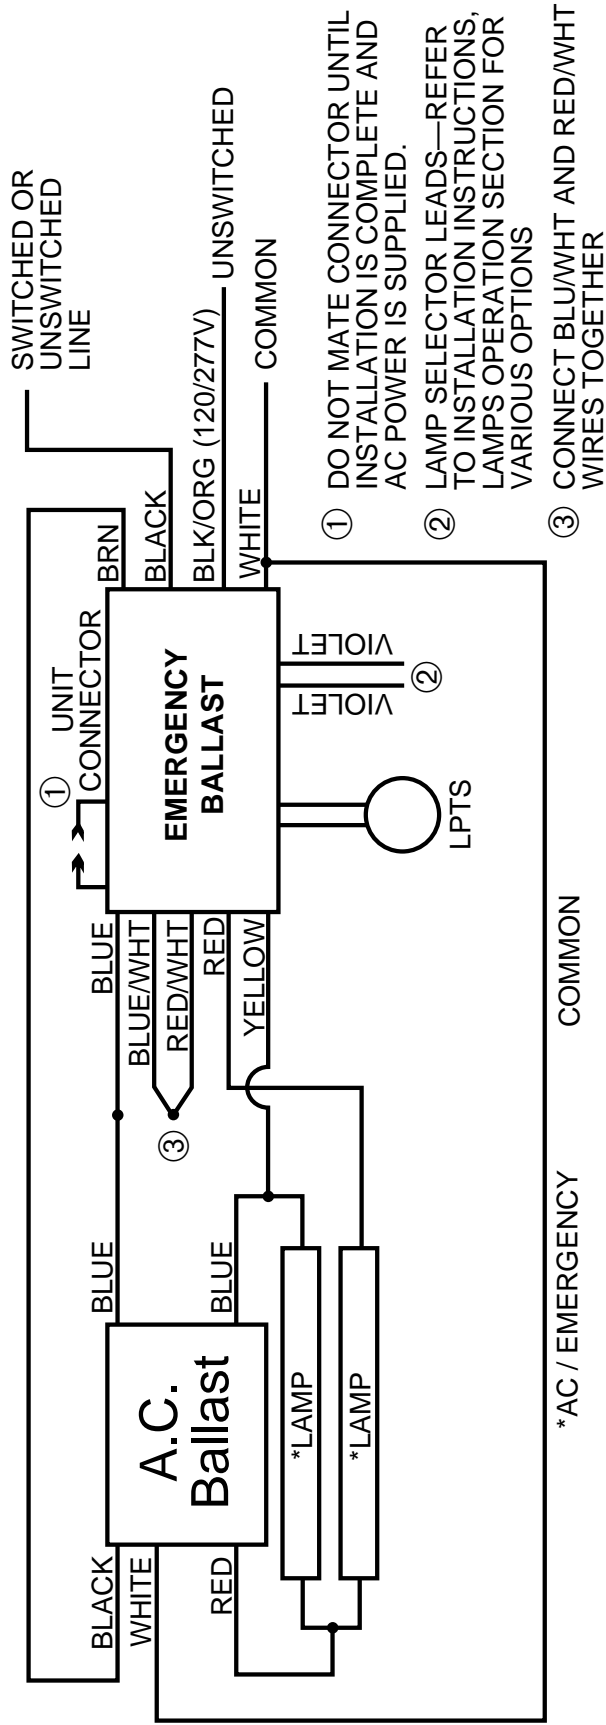 SWITCHED OR
UNSWITCHED
LINE
UNSWITCHED
COMMON
BRN
BLACK
BLK/ORG (120/277V)
WHITE
UNIT
CONNECTOR
①
EMERGENCY
BALLAST
VIOLET
VIOLET
②
LPTS
BLUE
BLUE/WHT
RED/WHT
RED
YELLOW
③
BLUE
BLUE
A.C.
Ballast
BLACK
WHITE
RED
*LAMP
*LAMP
*AC / EMERGENCY
COMMON
① DO NOT MATE CONNECTOR UNTIL
INSTALLATION IS COMPLETE AND
AC POWER IS SUPPLIED.
② LAMP SELECTOR LEADS—REFER
TO INSTALLATION INSTRUCTIONS,
LAMPS OPERATION SECTION FOR
VARIOUS OPTIONS
③ CONNECT BLU/WHT AND RED/WHT
WIRES TOGETHER